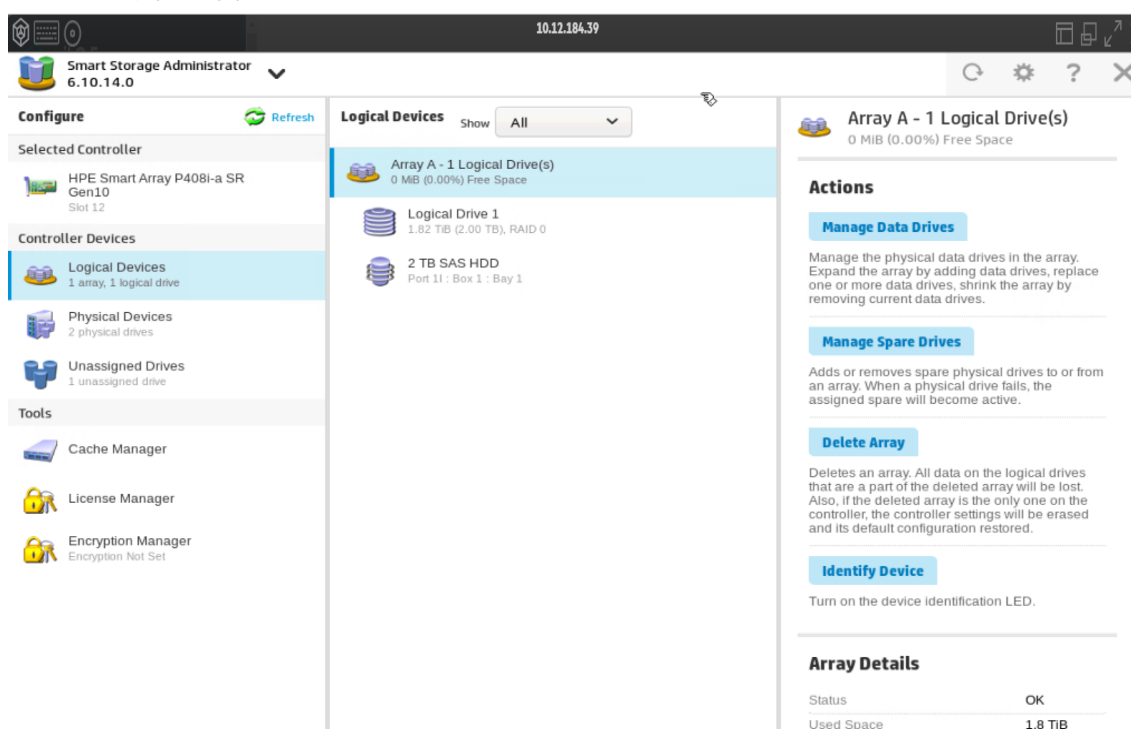 10.12.184.39
Smart Storage Administrator
6.10.14.0
?
Configure
Refresh
Selected Controller
HPE Smart Array P408i-a SR
Gen10
Slot 12
Controller Devices
Logical Devices
1 array, 1 logical drive
Physical Devices
2 physical drives
Unassigned Drives
1 unassigned drive
Tools
Cache Manager
License Manager
Encryption Manager
Encryption Not Set
Logical Devices
Show
All
Array A - 1 Logical Drive(s)
0 MiB (0.00%) Free Space
Logical Drive 1
1.82 TiB (2.00 TB), RAID 0
2 TB SAS HDD
Port 1I : Box 1 : Bay 1
Array A - 1 Logical Drive(s)
0 MiB (0.00%) Free Space
Actions
Manage Data Drives
Manage the physical data drives in the array.
Expand the array by adding data drives, replace
one or more data drives, shrink the array by
removing current data drives.
Manage Spare Drives
Adds or removes spare physical drives to or from
an array. When a physical drive fails, the
assigned spare will become active.
Delete Array
Deletes an array. All data on the logical drives
that are a part of the deleted array will be lost.
Also, if the deleted array is the only one on the
controller, the controller settings will be erased
and its default configuration restored.
Identify Device
Turn on the device identification LED.
Array Details
Status OK
Used Space 1.8 TiB